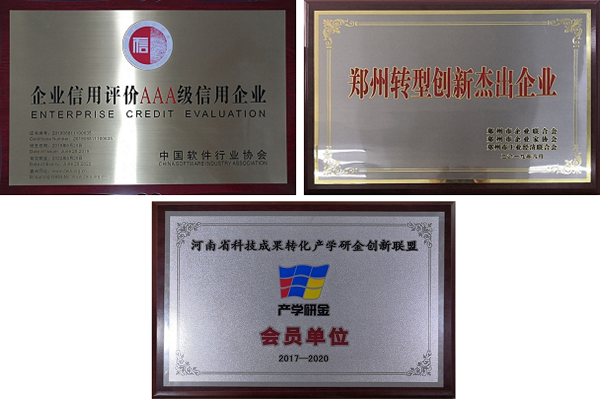 信
企业信用评价AAA级信用企业
ENTERPRISE CREDIT EVALUATION
中国软件行业协会
CHINA SOFTWARE INDUSTRY ASSOCIATION
郑州转型创新杰出企业
郑州市企业联合会
郑州市企业家协会
郑州市工业经济联合会
河南省科技成果转化产学研金创新联盟
产学研金
会员单位
2017—2020